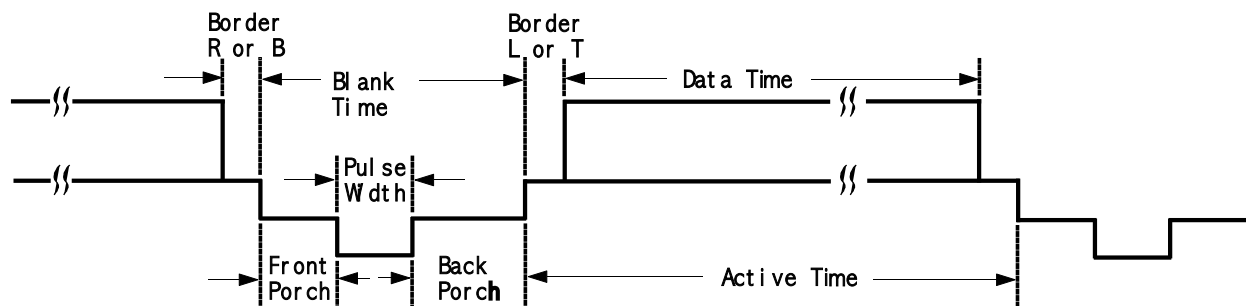 Border
R or B
Border
L or T
Blank
Time
Data Time
Pulse
Width
Front
Porch
Back
Porch
Active Time